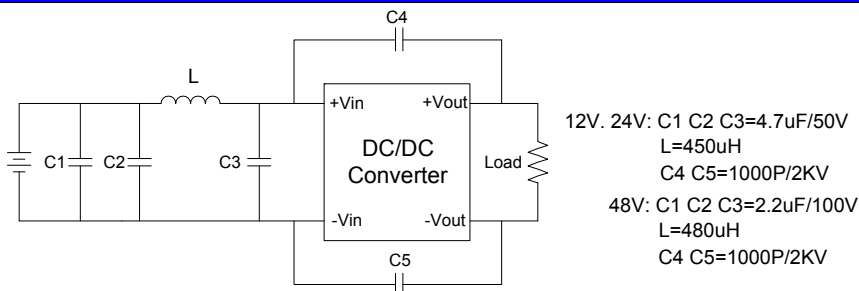 C4
L
+Vin
+Vout
C1
C2
C3
DC/DC
Converter
Load
-Vin
-Vout
C5
12V. 24V: C1 C2 C3=4.7uF/50V
L=450uH
C4 C5=1000P/2KV
48V: C1 C2 C3=2.2uF/100V
L=480uH
C4 C5=1000P/2KV